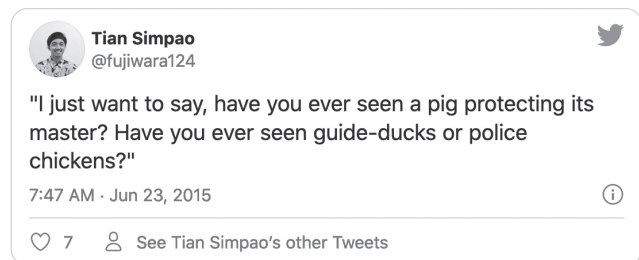 Tian Simpao
@fujiwara124
"I just want to say, have you ever seen a pig protecting its
master? Have you ever seen guide-ducks or police
chickens?"
7:47 AM · Jun 23, 2015
7 See Tian Simpao's other Tweets